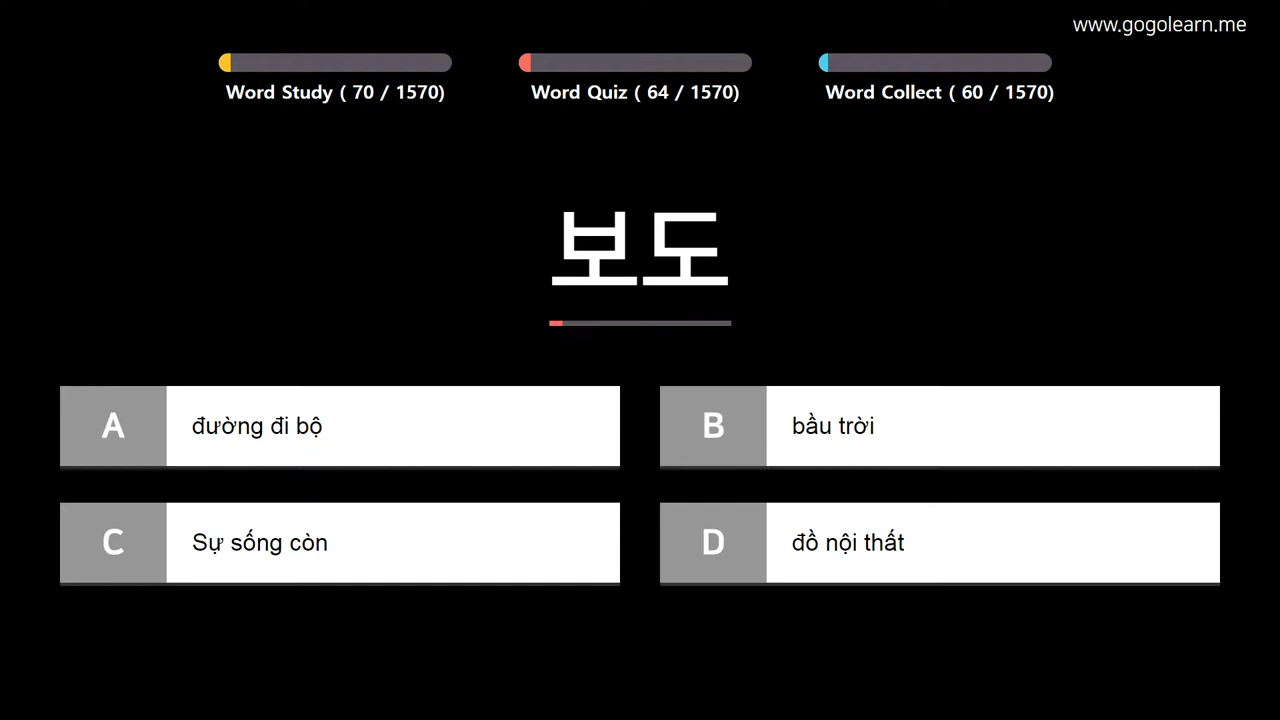 www.gogolearn.me
Word Study ( 70 / 1570)
Word Quiz ( 64 / 1570)
Word Collect ( 60 / 1570)
보도
A
đường đi bộ
B
bầu trời
C
Sự sống còn
D
đồ nội thất